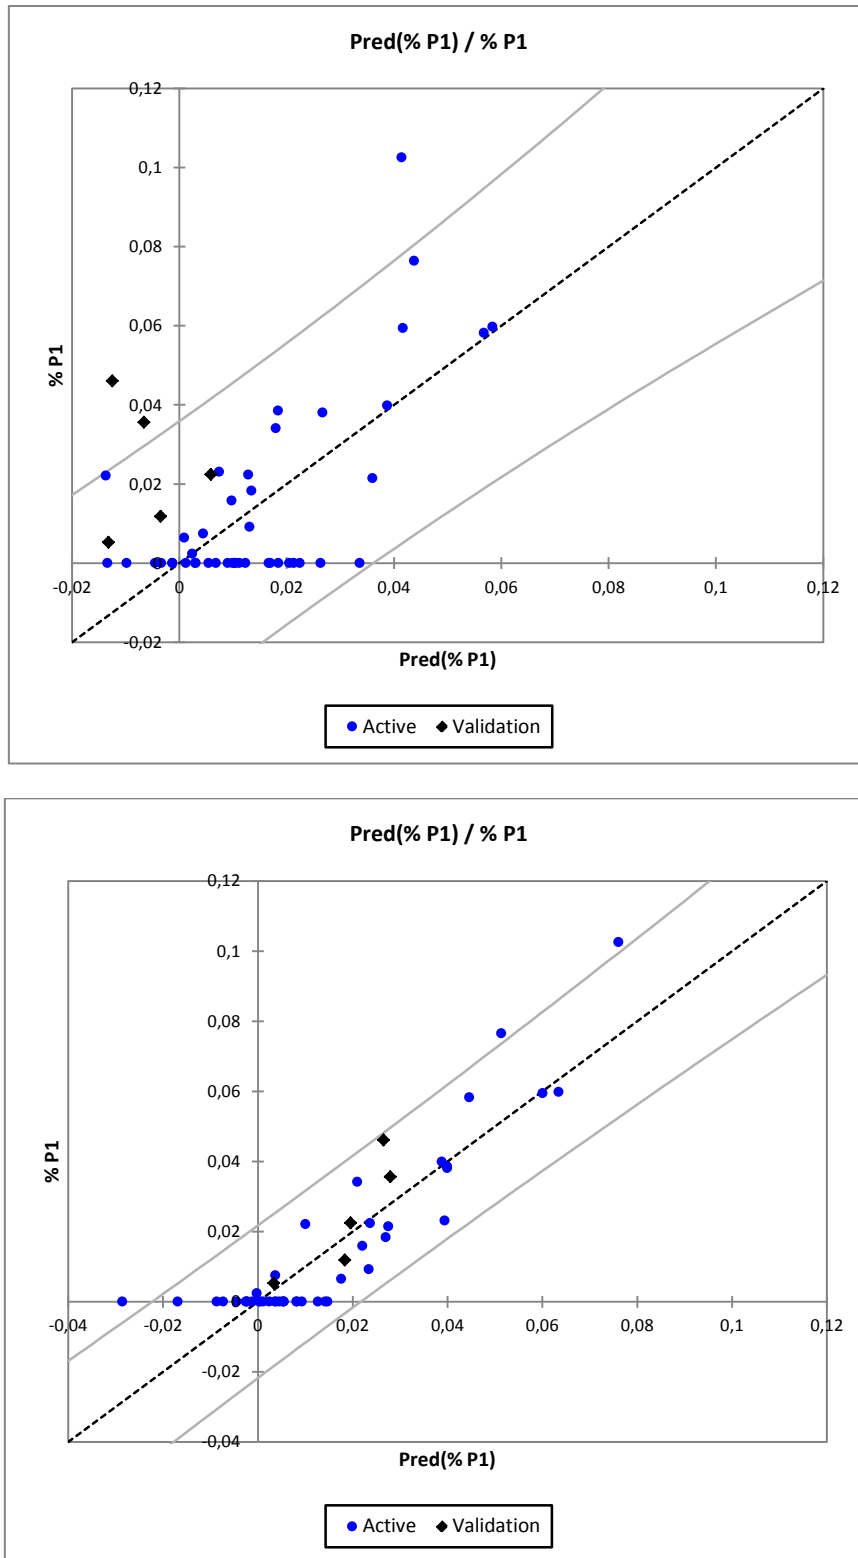 Pred(% P1) / % P1
0,12
0,1
0,08
0,06
0,04
0,02
0
-0,02
-0,02 0 0,02 0,04 0,06 0,08 0,1 0,12
% P1
Pred(% P1)
Active Validation
Pred(% P1) / % P1
0,12
0,1
0,08
0,06
0,04
0,02
0
-0,02
-0,04
-0,04 -0,02 0 0,02 0,04 0,06 0,08 0,1 0,12
% P1
Pred(% P1)
Active Validation